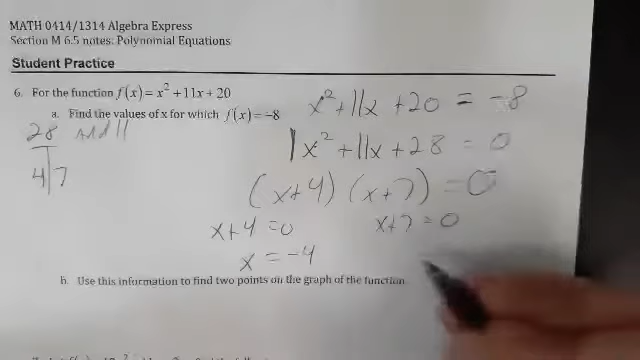 MATH 0414/1314 Algebra Express
Section M 6.5 notes: Polynomial Equations
Student Practice
6. For the function f(x) = x² + 11x + 20
x² + 11x + 20 = -8
a. Find the values of x for which f(x) = -8
28 and 11
1x² + 11x + 28 = 0
4 7
(x+4) (x+7) = 0
x+4 = 0 x+7 = 0
x = -4
b. Use this information to find two points on the graph of the function